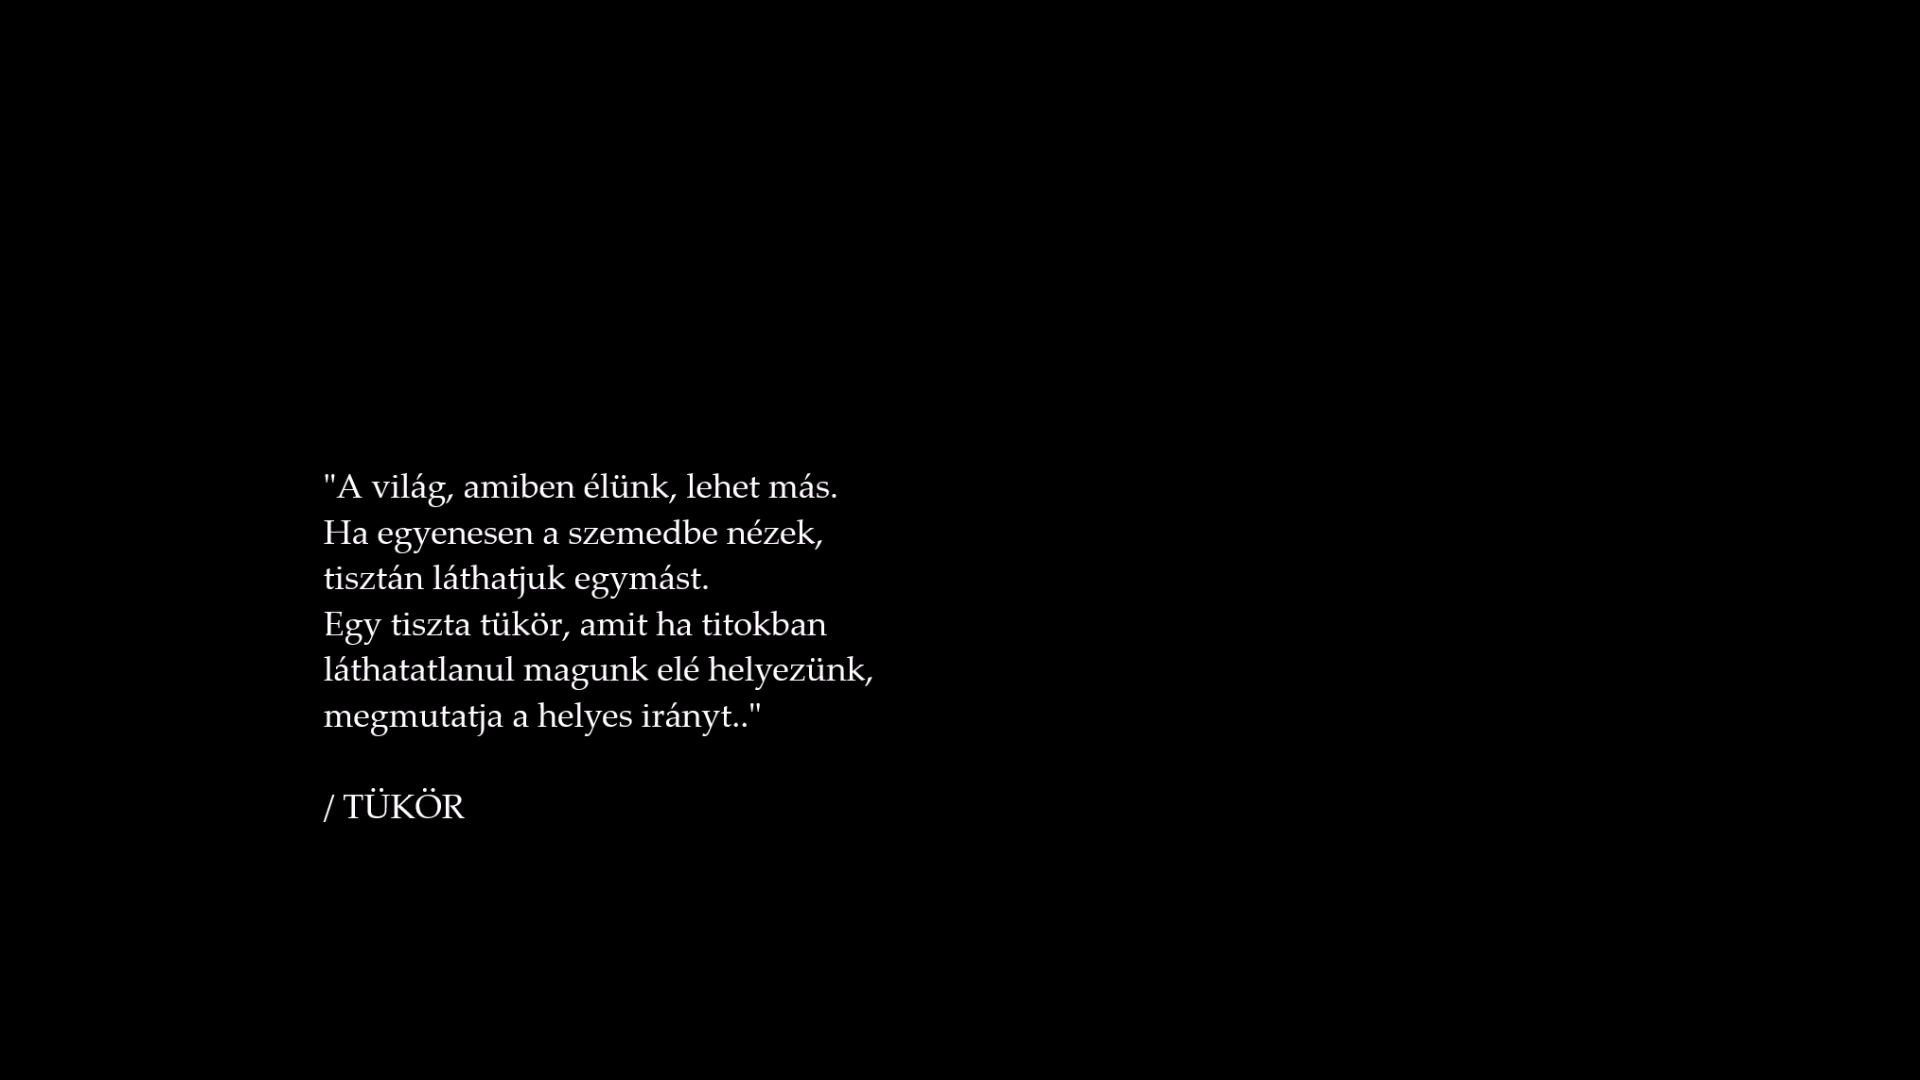 "A világ, amiben élünk, lehet más.
Ha egyenesen a szemedbe nézek,
tisztán láthatjuk egymást.
Egy tiszta tükör, amit ha titokban
láthatatlanul magunk elé helyezünk,
megmutatja a helyes irányt.."
/ TÜKÖR